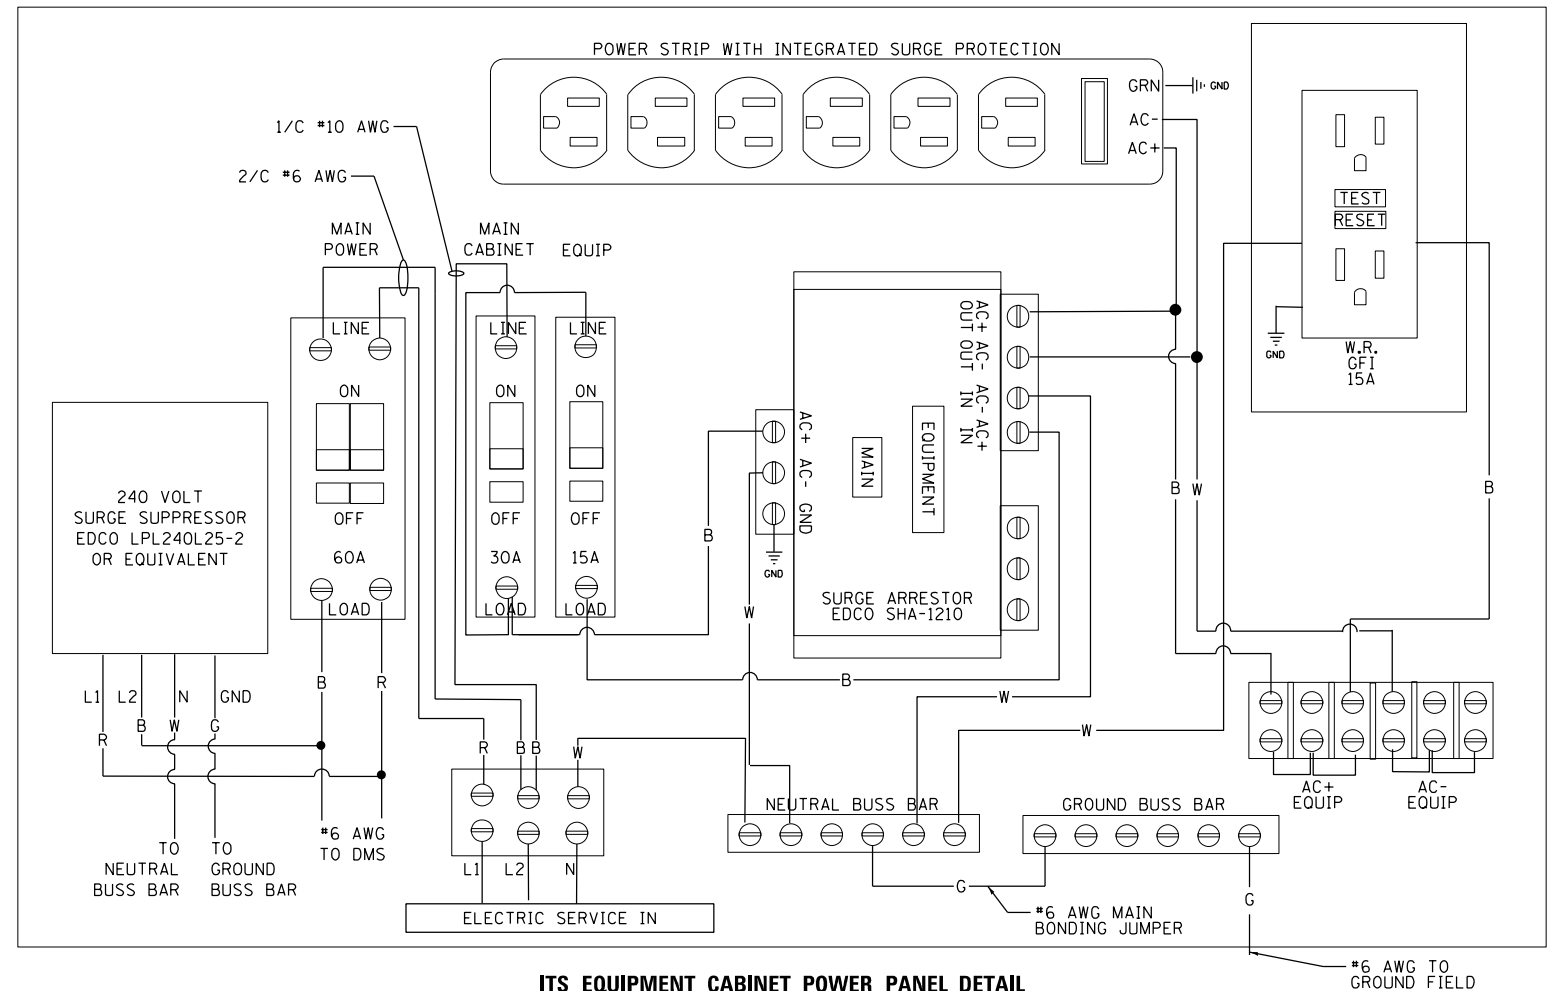 POWER STRIP WITH INTEGRATED SURGE PROTECTION
GRN
GND
AC-
AC+
1/C #10 AWG
2/C #6 AWG
MAIN
POWER
MAIN
CABINET
EQUIP
TEST
RESET
GND
W.R.
GFI
15A
LINE
LINE
LINE
ON
ON
ON
OFF
OFF
OFF
60A
30A
15A
LOAD
LOAD
LOAD
240 VOLT
SURGE SUPPRESSOR
EDCO LPL240L25-2
OR EQUIVALENT
AC+
OUT
AC-
OUT
AC-
IN
AC+
IN
AC+
AC-
GND
GND
MAIN
EQUIPMENT
SURGE ARRESTOR
EDCO SHA-1210
B
W
B
B
W
B
R
B
W
W
L1
L2
N
GND
R
B
W
G
R
B
B
W
TO
NEUTRAL
BUSS BAR
TO
GROUND
BUSS BAR
#6 AWG
TO DMS
L1
L2
N
ELECTRIC SERVICE IN
NEUTRAL BUSS BAR
GROUND BUSS BAR
AC+
EQUIP
AC-
EQUIP
G
G
#6 AWG MAIN
BONDING JUMPER
#6 AWG TO
GROUND FIELD
ITS EQUIPMENT CABINET POWER PANEL DETAIL